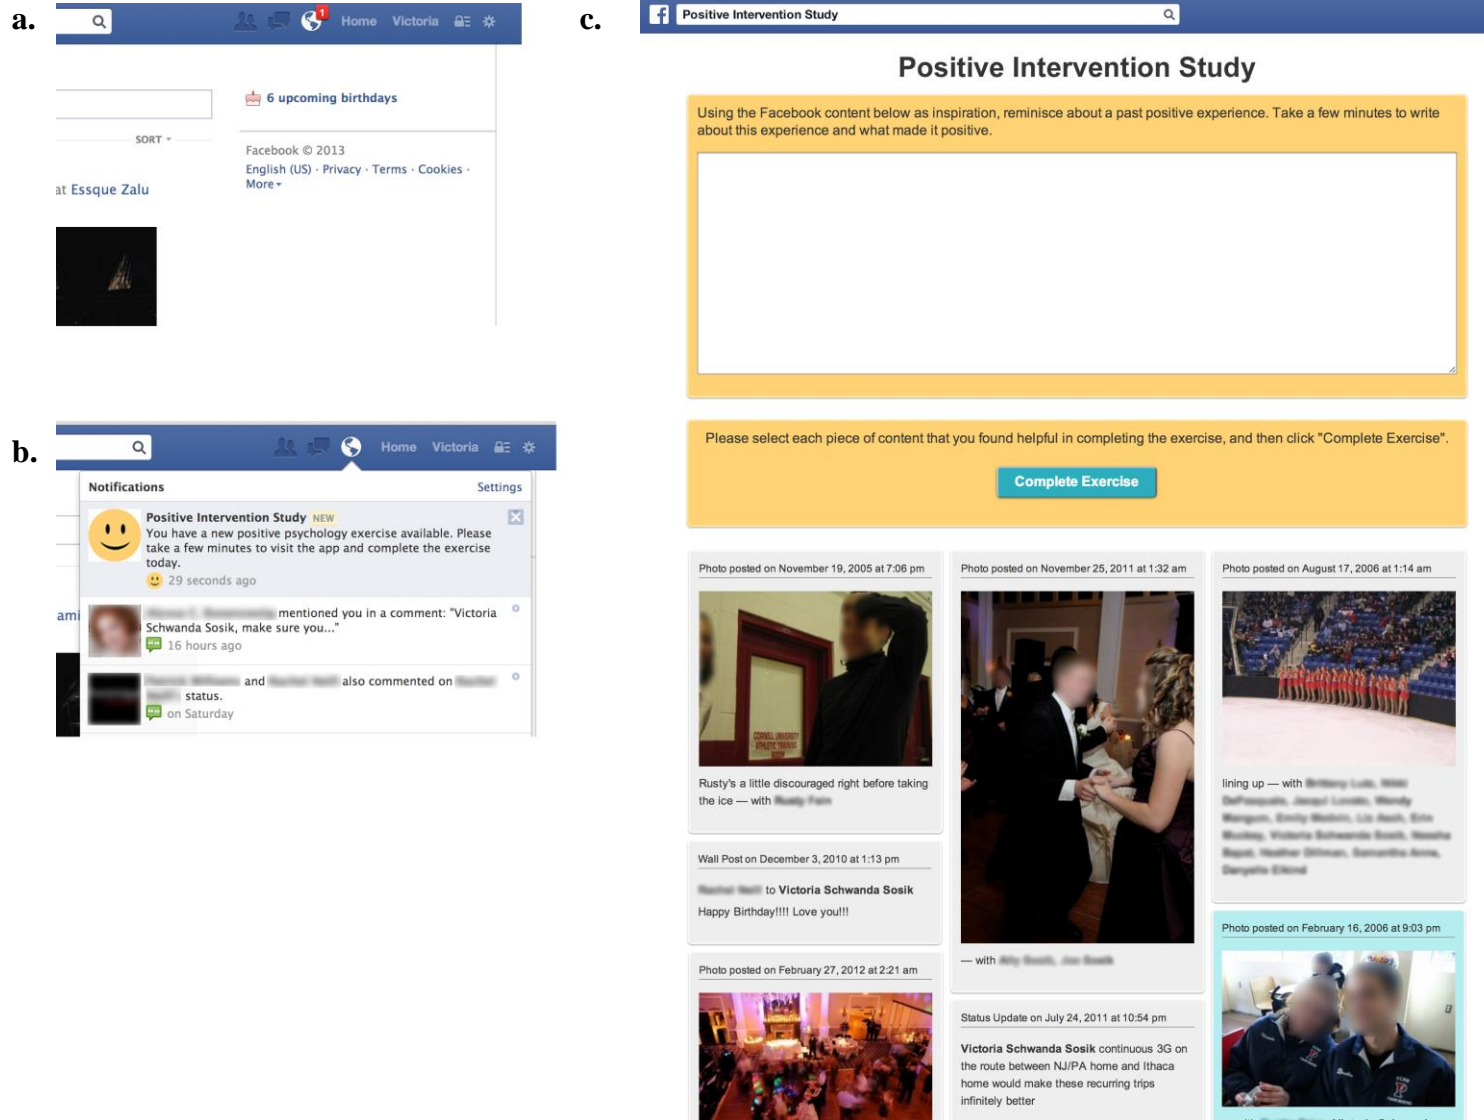 a.
1
Home Victoria
6 upcoming birthdays
SORT
Facebook © 2013
English (US) · Privacy · Terms · Cookies ·
More
at Essque Zalu
b.
Home Victoria
Notifications Settings
Positive Intervention Study NEW
You have a new positive psychology exercise available. Please
take a few minutes to visit the app and complete the exercise
today.
29 seconds ago
ami
mentioned you in a comment: "Victoria
Schwanda Sosik, make sure you..."
16 hours ago
and also commented on
status.
on Saturday
c.
f Positive Intervention Study
Positive Intervention Study
Using the Facebook content below as inspiration, reminisce about a past positive experience. Take a few minutes to write
about this experience and what made it positive.
Please select each piece of content that you found helpful in completing the exercise, and then click "Complete Exercise".
Complete Exercise
Photo posted on November 19, 2005 at 7:06 pm
CORNELL UNIVERSITY
ATHLETIC TRAINING
ROOM
Rusty's a little discouraged right before taking
the ice — with
Wall Post on December 3, 2010 at 1:13 pm
to Victoria Schwanda Sosik
Happy Birthday!!!! Love you!!!
Photo posted on February 27, 2012 at 2:21 am
Photo posted on November 25, 2011 at 1:32 am
— with
Status Update on July 24, 2011 at 10:54 pm
Victoria Schwanda Sosik continuous 3G on
the route between NJ/PA home and Ithaca
home would make these recurring trips
infinitely better
Photo posted on August 17, 2006 at 1:14 am
lining up — with
Photo posted on February 16, 2006 at 9:03 pm
P
P